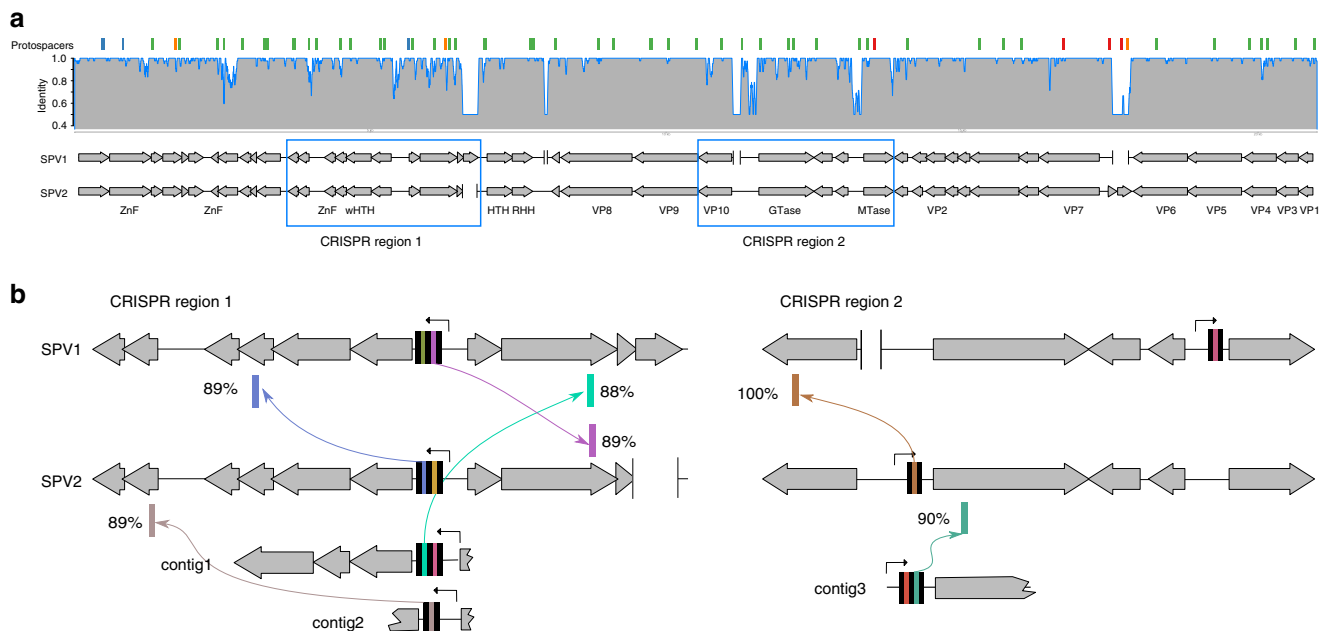 a
Protospacers
Identity
1.0
0.8
0.6
0.4
SPV1
SPV2
ZnF ZnF ZnF wHTH HTH RHH VP8 VP9 VP10 GTase MTase VP2 VP7 VP6 VP5 VP4 VP3 VP1
CRISPR region 1 CRISPR region 2
b
CRISPR region 1 CRISPR region 2
SPV1
89% 88% 100%
89%
SPV2
89% 90%
contig1
contig3
contig2